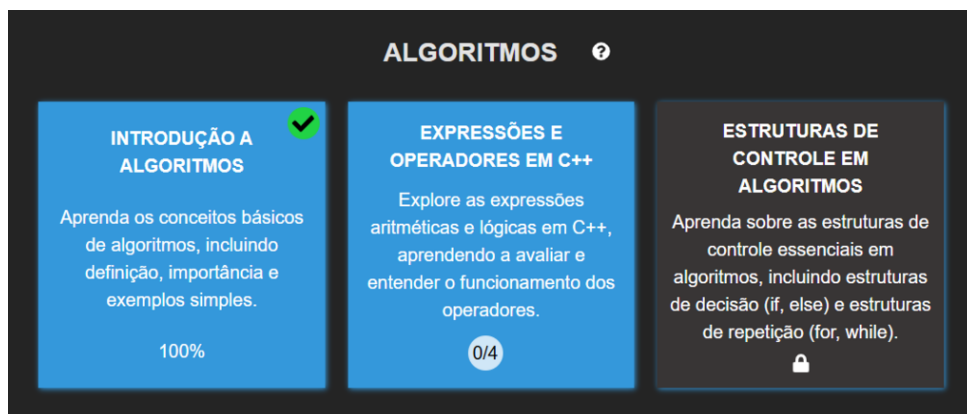 ALGORITMOS
INTRODUÇÃO A
ALGORITMOS
Aprenda os conceitos básicos
de algoritmos, incluindo
definição, importância e
exemplos simples.
100%
EXPRESSÕES E
OPERADORES EM C++
Explore as expressões
aritméticas e lógicas em C++,
aprendendo a avaliar e
entender o funcionamento dos
operadores.
0/4
ESTRUTURAS DE
CONTROLE EM
ALGORITMOS
Aprenda sobre as estruturas de
controle essenciais em
algoritmos, incluindo estruturas
de decisão (if, else) e estruturas
de repetição (for, while).